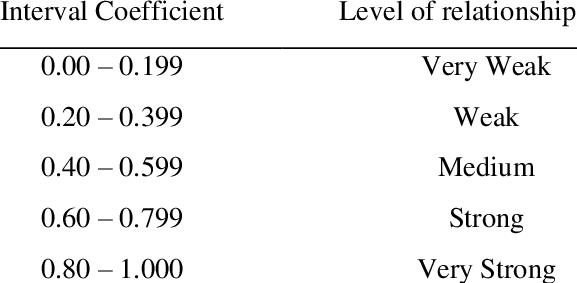 Interval Coefficient Level of relationship
0.00 – 0.199 Very Weak
0.20 – 0.399 Weak
0.40 – 0.599 Medium
0.60 – 0.799 Strong
0.80 – 1.000 Very Strong